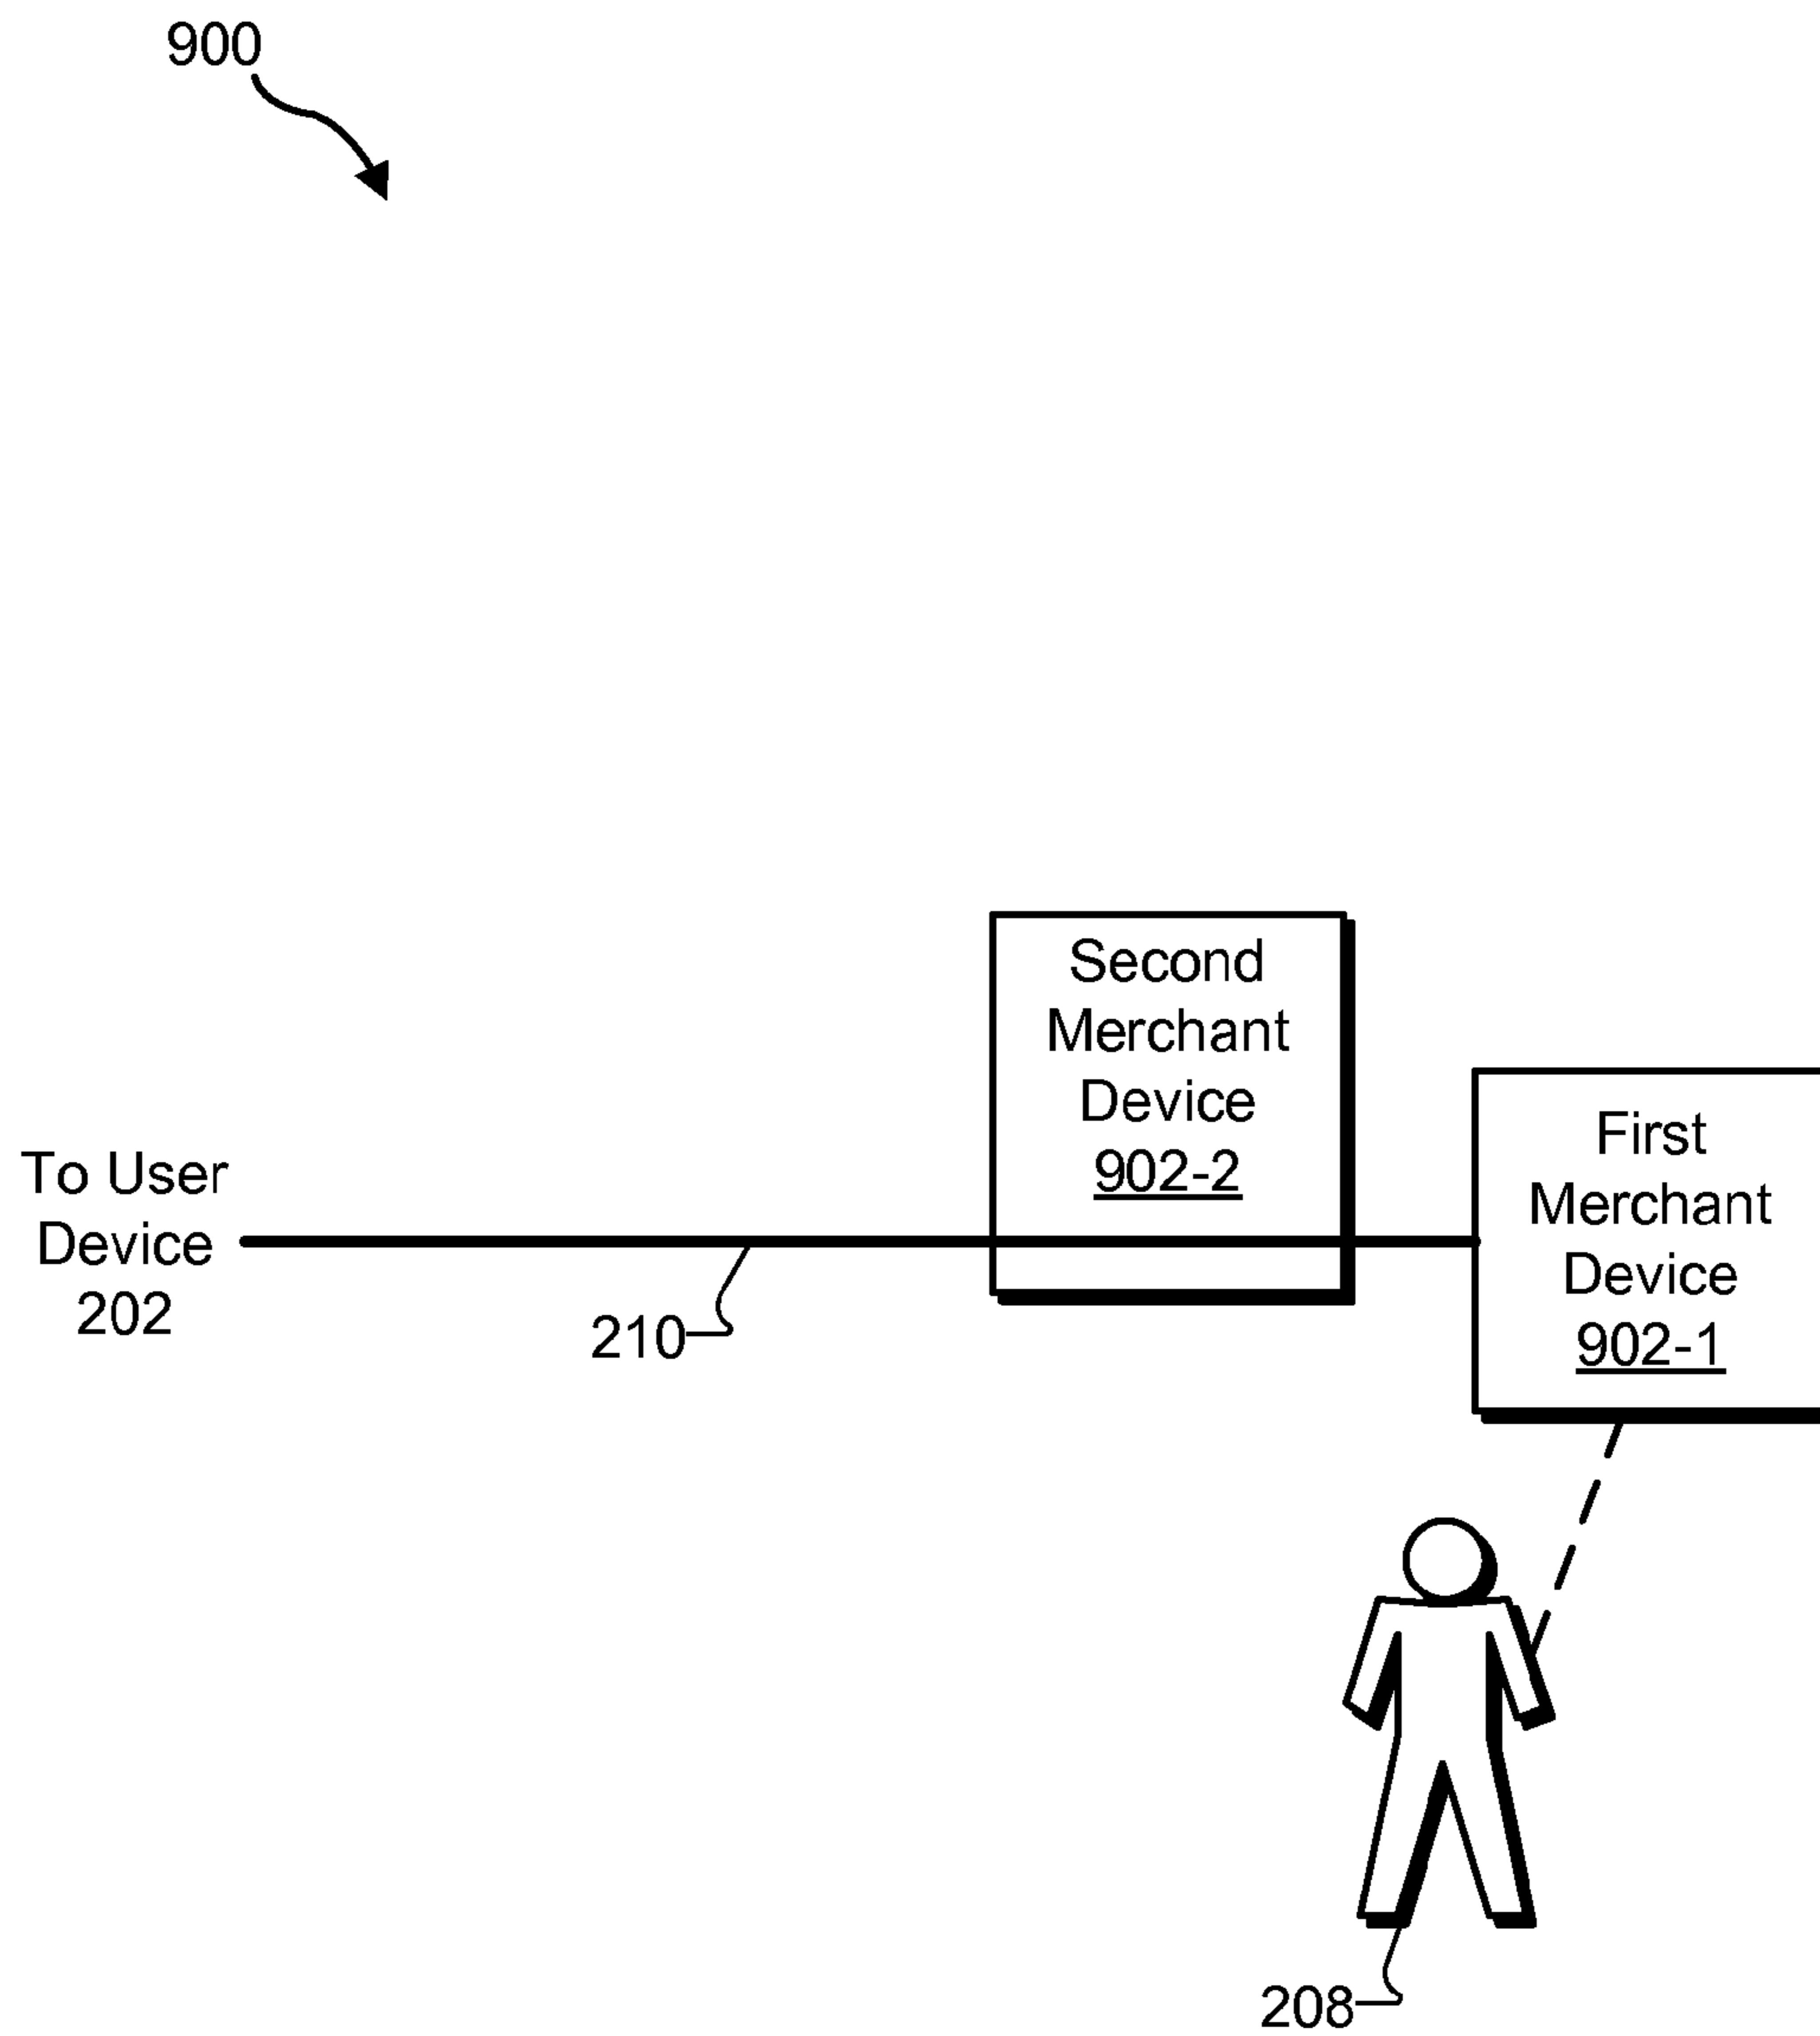 900
Second
Merchant
Device
902-2
First
Merchant
Device
902-1
To User
Device
202
210
208